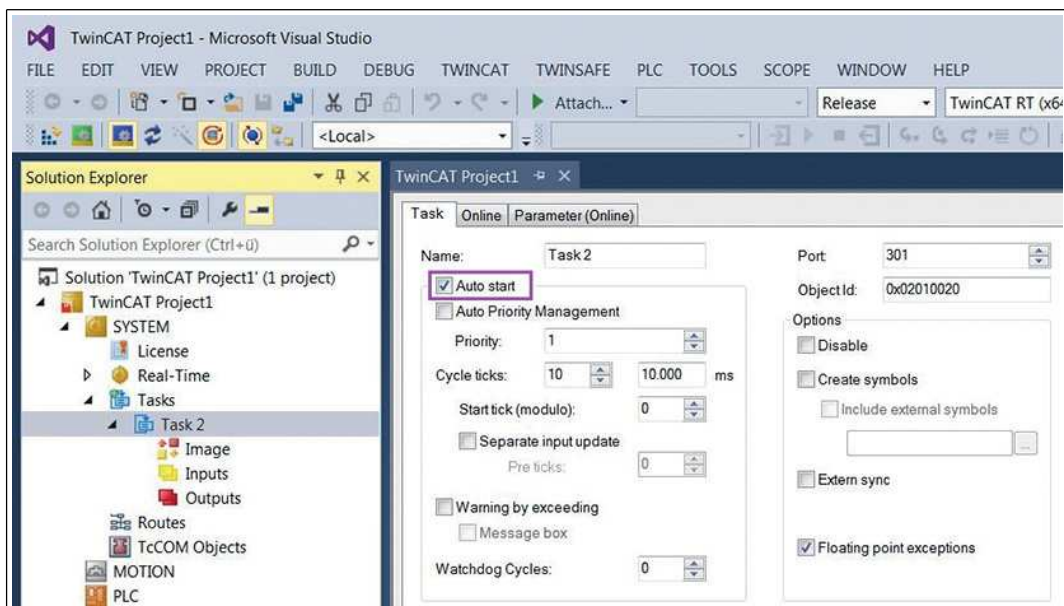 TwinCAT Project1 - Microsoft Visual Studio
FILE EDIT VIEW PROJECT BUILD DEBUG TWINCAT TWINSAFE PLC TOOLS SCOPE WINDOW HELP
Attach... Release TwinCAT RT (x64
<Local>
Solution Explorer
Search Solution Explorer (Ctrl+ü)
Solution 'TwinCAT Project1' (1 project)
TwinCAT Project1
SYSTEM
License
Real-Time
Tasks
Task 2
Image
Inputs
Outputs
Routes
TcCOM Objects
MOTION
PLC
TwinCAT Project1
Task Online Parameter (Online)
Name: Task 2
Auto start
Auto Priority Management
Priority: 1
Cycle ticks: 10 10.000 ms
Start tick (modulo): 0
Separate input update
Pre ticks: 0
Warning by exceeding
Message box
Watchdog Cycles: 0
Port: 301
Object Id: 0x02010020
Options
Disable
Create symbols
Include external symbols
...
Extern sync
Floating point exceptions